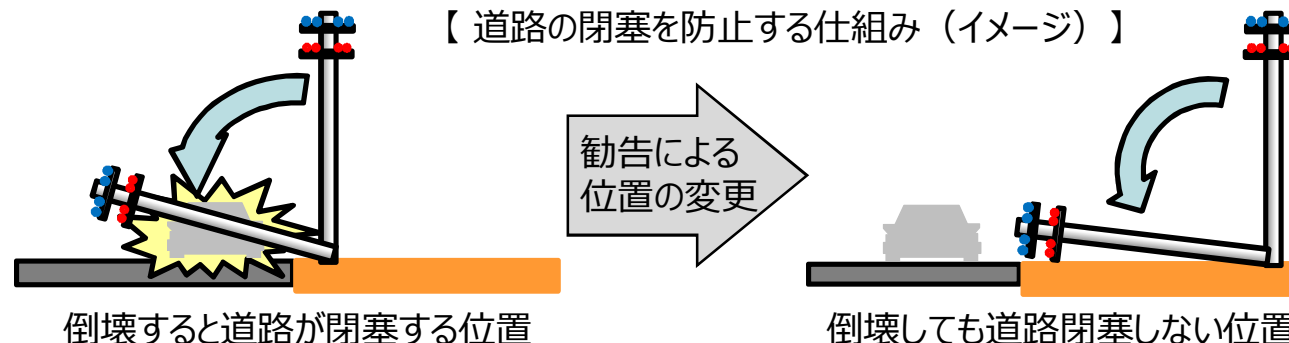 【 道路の閉塞を防止する仕組み（イメージ）】
勧告による
位置の変更
倒壊すると道路が閉塞する位置
倒壊しても道路閉塞しない位置